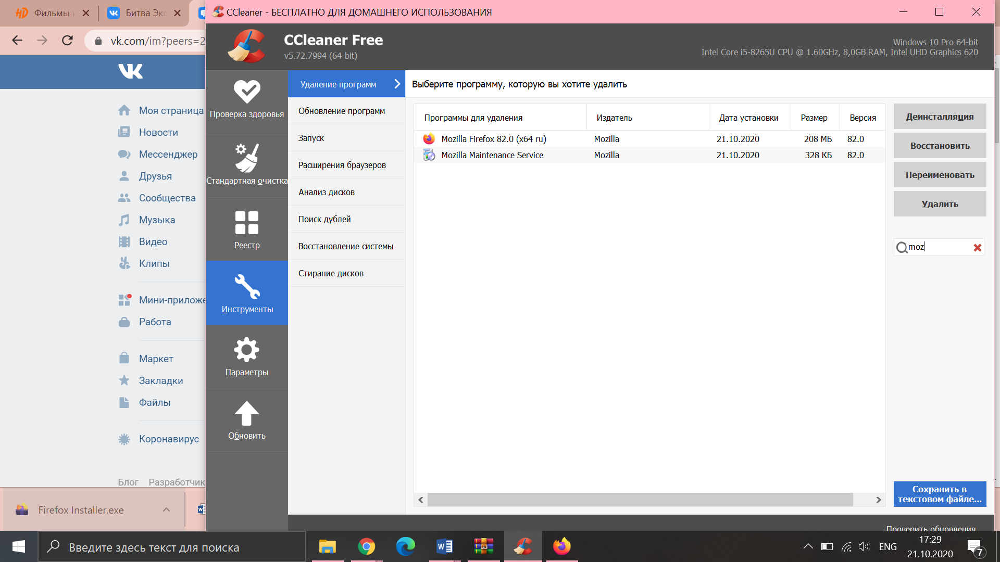 Фильмы и
Битва Экс
CCleaner - БЕСПЛАТНО ДЛЯ ДОМАШНЕГО ИСПОЛЬЗОВАНИЯ
vk.com/im?peers=2
CCleaner Free
v5.72.7994 (64-bit)
Windows 10 Pro 64-bit
Intel Core i5-8265U CPU @ 1.60GHz, 8,0GB RAM, Intel UHD Graphics 620
Моя страница
Новости
Мессенджер
Друзья
Сообщества
Музыка
Видео
Клипы
Мини-приложе
Работа
Маркет
Закладки
Файлы
Коронавирус
Блог Разработчик
Проверка здоровья
Стандартная очистка
Реестр
Инструменты
Параметры
Обновить
Удаление программ
Обновление программ
Запуск
Расширения браузеров
Анализ дисков
Поиск дублей
Восстановление системы
Стирание дисков
Выберите программу, которую вы хотите удалить
Программы для удаления Издатель Дата установки Размер Версия
Mozilla Firefox 82.0 (x64 ru) Mozilla 21.10.2020 208 МБ 82.0
Mozilla Maintenance Service Mozilla 21.10.2020 328 КБ 82.0
Деинсталляция
Восстановить
Переименовать
Удалить
moz
Сохранить в
текстовом файле...
Проверить обновления
Firefox Installer.exe
Введите здесь текст для поиска
ENG
17:29
21.10.2020
7